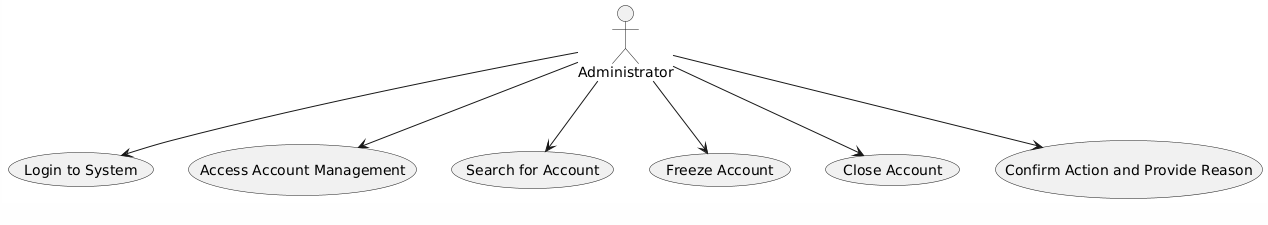 Administrator
Login to System
Access Account Management
Search for Account
Freeze Account
Close Account
Confirm Action and Provide Reason